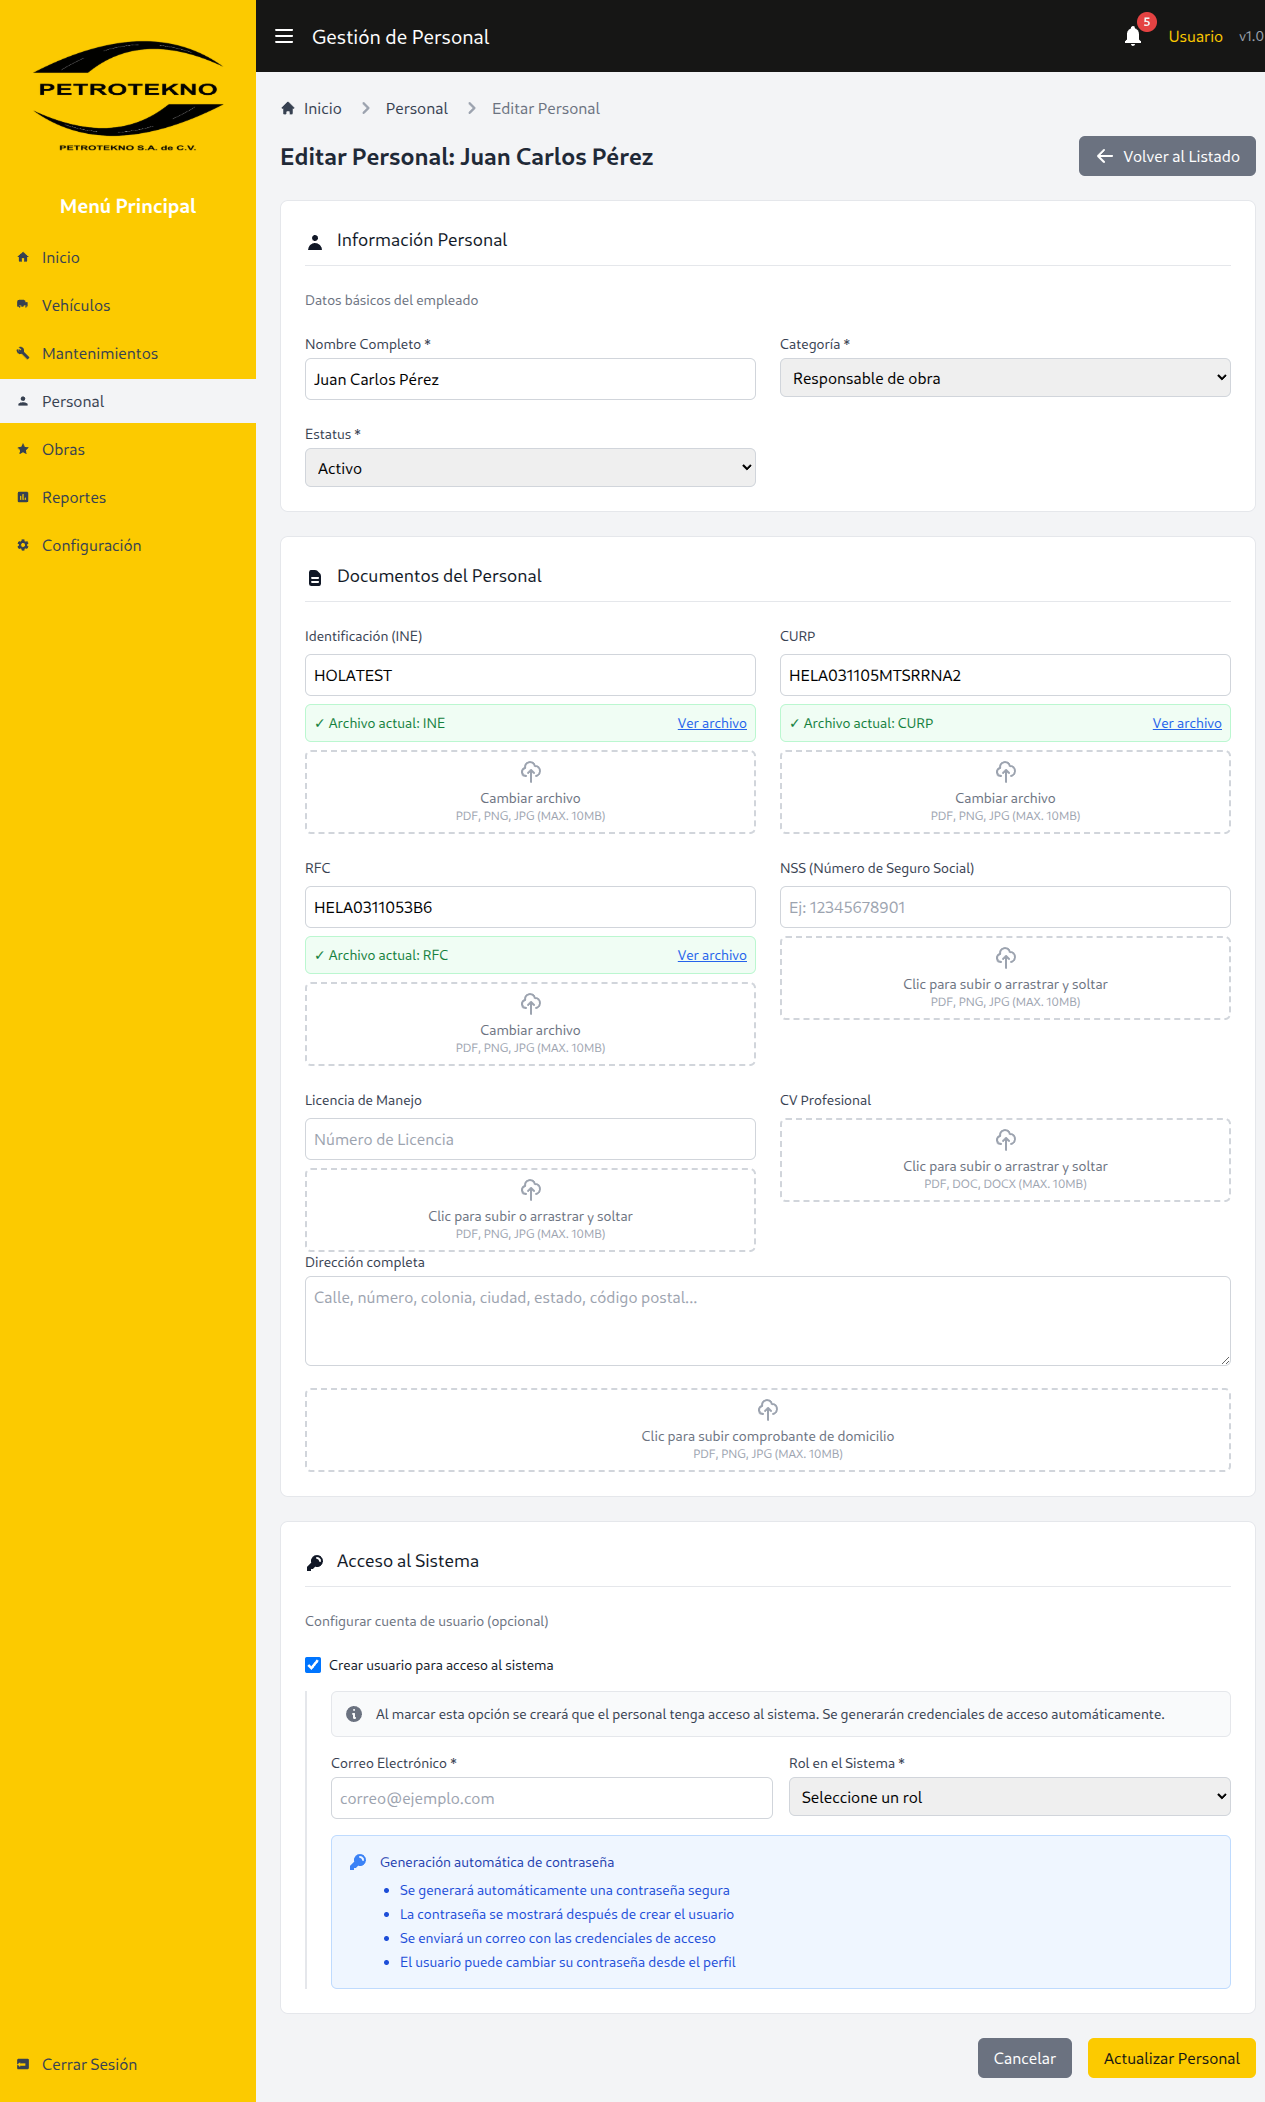 PETROTEKNO
PETROTEKNO S.A. de C.V.
Menú Principal
Inicio
Vehículos
Mantenimientos
Personal
Obras
Reportes
Configuración
Cerrar Sesión
Gestión de Personal
5
Usuario
v1.0
Inicio > Personal > Editar Personal
Editar Personal: Juan Carlos Pérez
Volver al Listado
Información Personal
Datos básicos del empleado
Nombre Completo *
Juan Carlos Pérez
Categoría *
Responsable de obra
Estatus *
Activo
Documentos del Personal
Identificación (INE)
HOLATEST
✓ Archivo actual: INE
Ver archivo
Cambiar archivo
PDF, PNG, JPG (MAX. 10MB)
CURP
HELA031105MTSRRNA2
✓ Archivo actual: CURP
Ver archivo
Cambiar archivo
PDF, PNG, JPG (MAX. 10MB)
RFC
HELA0311053B6
✓ Archivo actual: RFC
Ver archivo
Cambiar archivo
PDF, PNG, JPG (MAX. 10MB)
NSS (Número de Seguro Social)
Ej: 12345678901
Clic para subir o arrastrar y soltar
PDF, PNG, JPG (MAX. 10MB)
Licencia de Manejo
Número de Licencia
Clic para subir o arrastrar y soltar
PDF, PNG, JPG (MAX. 10MB)
CV Profesional
Clic para subir o arrastrar y soltar
PDF, DOC, DOCX (MAX. 10MB)
Dirección completa
Calle, número, colonia, ciudad, estado, código postal...
Clic para subir comprobante de domicilio
PDF, PNG, JPG (MAX. 10MB)
Acceso al Sistema
Configurar cuenta de usuario (opcional)
Crear usuario para acceso al sistema
Al marcar esta opción se creará que el personal tenga acceso al sistema. Se generarán credenciales de acceso automáticamente.
Correo Electrónico *
correo@ejemplo.com
Rol en el Sistema *
Seleccione un rol
Generación automática de contraseña
• Se generará automáticamente una contraseña segura
• La contraseña se mostrará después de crear el usuario
• Se enviará un correo con las credenciales de acceso
• El usuario puede cambiar su contraseña desde el perfil
Cancelar
Actualizar Personal